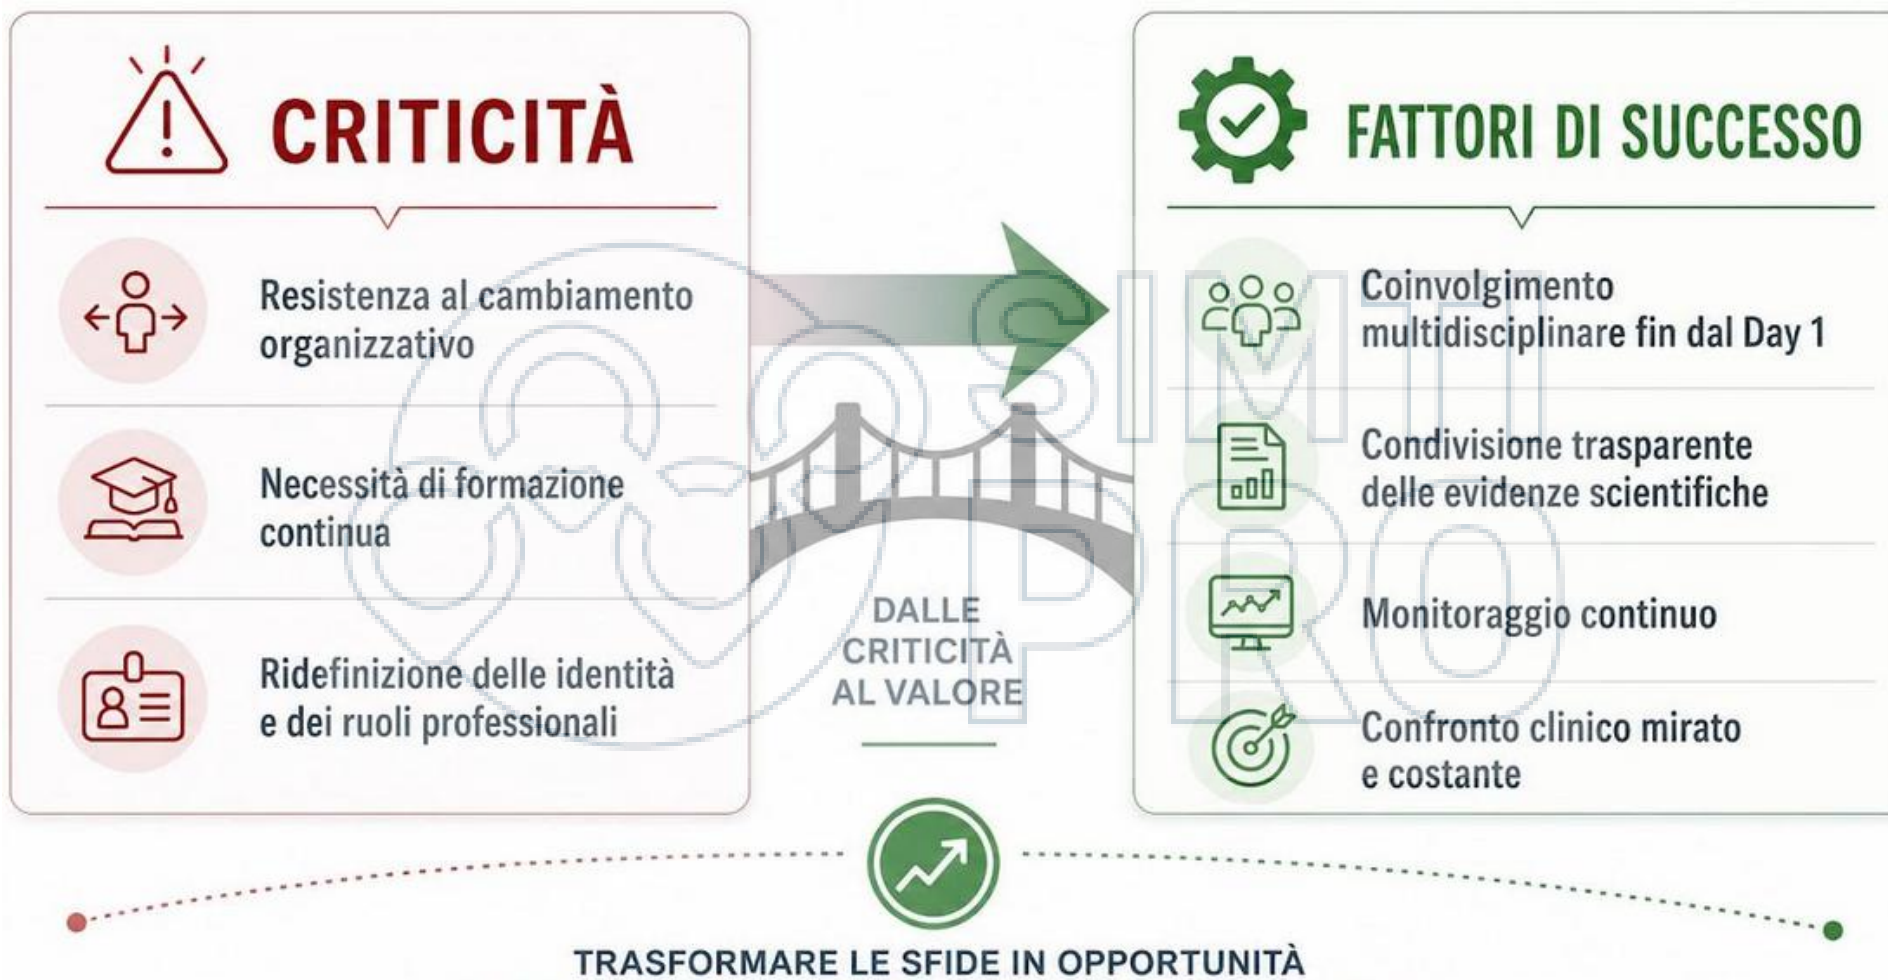 CRITICITÀ
Resistenza al cambiamento
organizzativo
Necessità di formazione
continua
Ridefinizione delle identità
e dei ruoli professionali
DALLE
CRITICITÀ
AL VALORE
FATTORI DI SUCCESSO
Coinvolgimento
multidisciplinare fin dal Day 1
Condivisione trasparente
delle evidenze scientifiche
Monitoraggio continuo
Confronto clinico mirato
e costante
TRASFORMARE LE SFIDE IN OPPORTUNITÀ
SIMTI
PRO